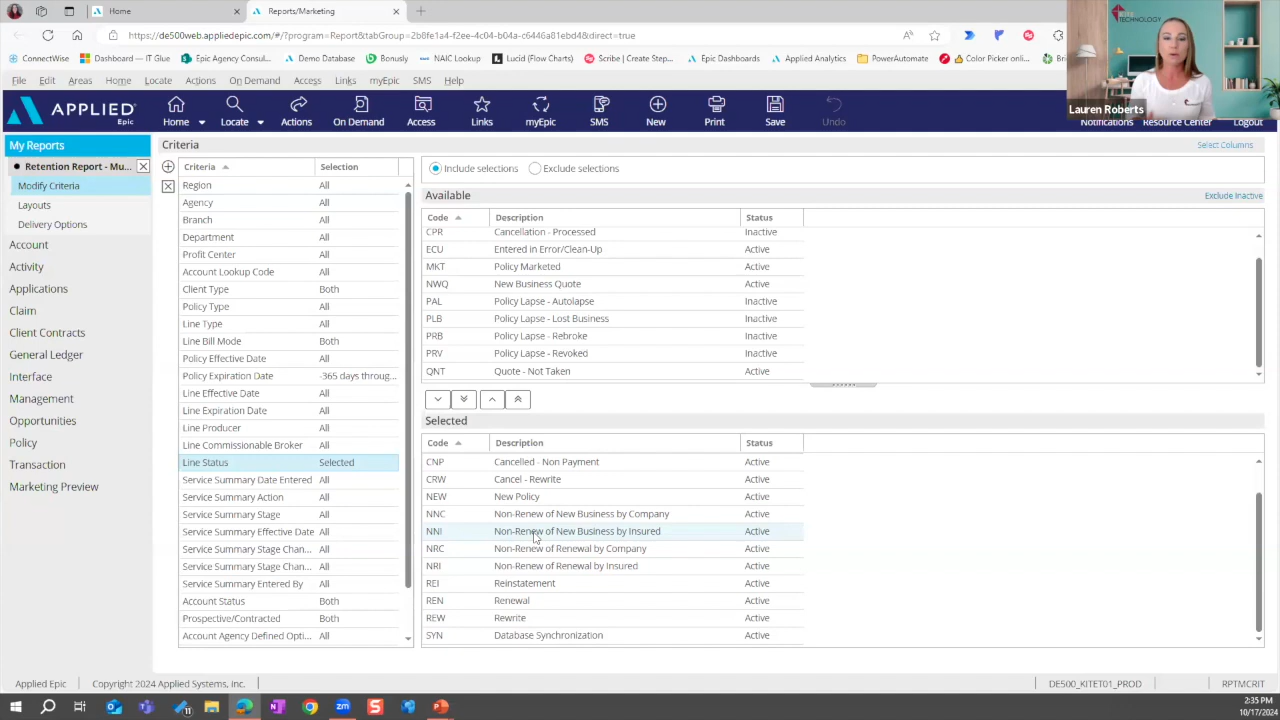 Home
Reports/Marketing
https://de500web.appliedepic.com/#/?program=Report&tabGroup=2b8fe1a4-f2ee-4c04-b04a-c6446a81ebd4&direct=true
ConnectWise
Dashboard — IT Glue
Epic Agency Consul...
Demo Database
Bonusly
NAIC Lookup
Lucid (Flow Charts)
Scribe | Create Step...
Epic Dashboards
Applied Analytics
PowerAutomate
Color Picker onlin...
TECHNOLOGY
Lauren Roberts
File Edit Areas Home Locate Actions On Demand Access Links myEpic SMS Help
APPLIED
Epic
Home
Locate
Actions
On Demand
Access
Links
myEpic
SMS
New
Print
Save
Undo
Notifications
Resource Center
Logout
My Reports
Retention Report - Mu...
Modify Criteria
Layouts
Delivery Options
Account
Activity
Applications
Claim
Client Contracts
General Ledger
Interface
Management
Opportunities
Policy
Transaction
Marketing Preview
Criteria
Select Columns
Criteria Selection
Region All
Agency All
Branch All
Department All
Profit Center All
Account Lookup Code All
Client Type Both
Policy Type All
Line Type All
Line Bill Mode Both
Policy Effective Date All
Policy Expiration Date -365 days throug...
Line Effective Date All
Line Expiration Date All
Line Producer All
Line Commissionable Broker All
Line Status Selected
Service Summary Date Entered All
Service Summary Action All
Service Summary Stage All
Service Summary Effective Date All
Service Summary Stage Chan... All
Service Summary Stage Chan... All
Service Summary Entered By All
Account Status Both
Prospective/Contracted Both
Account Agency Defined Opti... All
Include selections
Exclude selections
Available
Exclude Inactive
Code Description Status
CPR Cancellation - Processed Inactive
ECU Entered in Error/Clean-Up Active
MKT Policy Marketed Active
NWQ New Business Quote Active
PAL Policy Lapse - Autolapse Inactive
PLB Policy Lapse - Lost Business Inactive
PRB Policy Lapse - Rebroke Inactive
PRV Policy Lapse - Revoked Inactive
QNT Quote - Not Taken Active
Selected
Code Description Status
CNP Cancelled - Non Payment Active
CRW Cancel - Rewrite Active
NEW New Policy Active
NNC Non-Renew of New Business by Company Active
NNI Non-Renew of New Business by Insured Active
NRC Non-Renew of Renewal by Company Active
NRI Non-Renew of Renewal by Insured Active
REI Reinstatement Active
REN Renewal Active
REW Rewrite Active
SYN Database Synchronization Active
Applied Epic
Copyright 2024 Applied Systems, Inc.
DE500_KITET01_PROD
RPTMCRIT
2:35 PM
10/17/2024